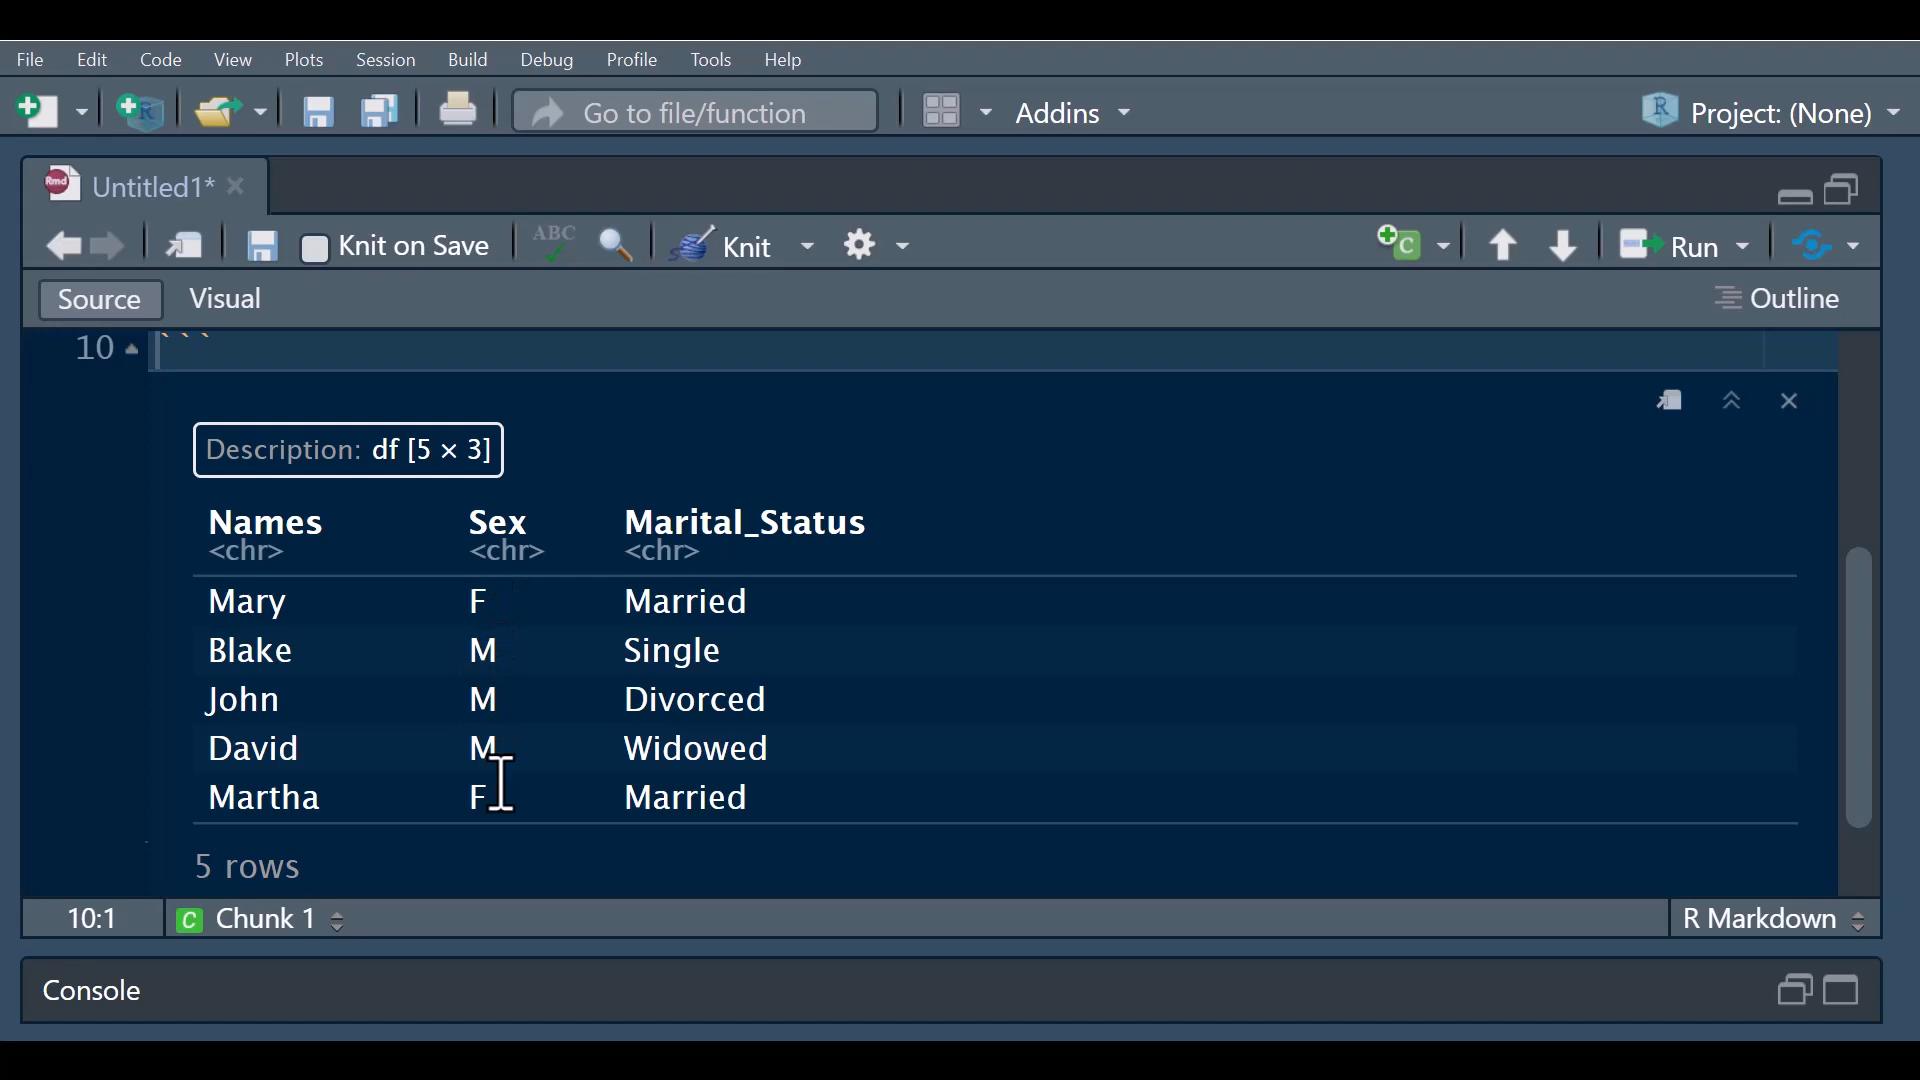 File Edit Code View Plots Session Build Debug Profile Tools Help
R Go to file/function Addins R Project: (None)
Rmd Untitled1*
Knit on Save ABC Knit C Run
Source Visual Outline
10 ```
Description: df [5 × 3]
Names Sex Marital_Status
<chr> <chr> <chr>
Mary F Married
Blake M Single
John M Divorced
David M Widowed
Martha F Married
5 rows
10:1 C Chunk 1 R Markdown
Console